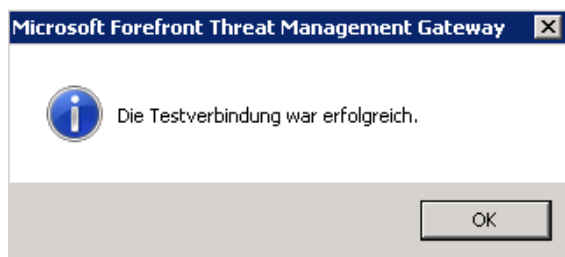 Microsoft Forefront Threat Management Gateway
Die Testverbindung war erfolgreich.
OK